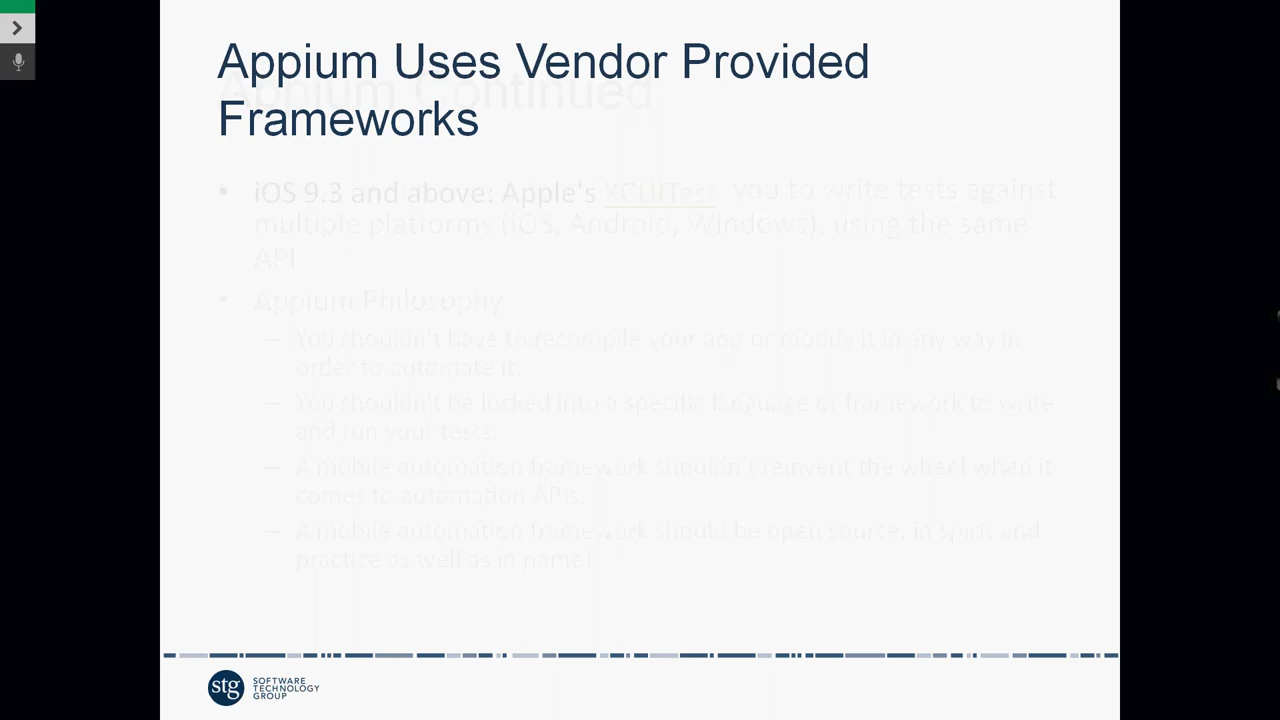 Appium Uses Vendor Provided
Frameworks
Appium Continued
• iOS 9.3 and above: Apple's XCUITest
you to write tests against
multiple platforms (iOS, Android, Windows), using the same
API
• Appium Philosophy
– You shouldn't have to recompile your app or modify it in any way in
order to automate it.
– You shouldn't be locked into a specific language or framework to write
and run your tests.
– A mobile automation framework shouldn't reinvent the wheel when it
comes to automation APIs.
– A mobile automation framework should be open source, in spirit and
practice as well as in name!
stg
SOFTWARE
TECHNOLOGY
GROUP